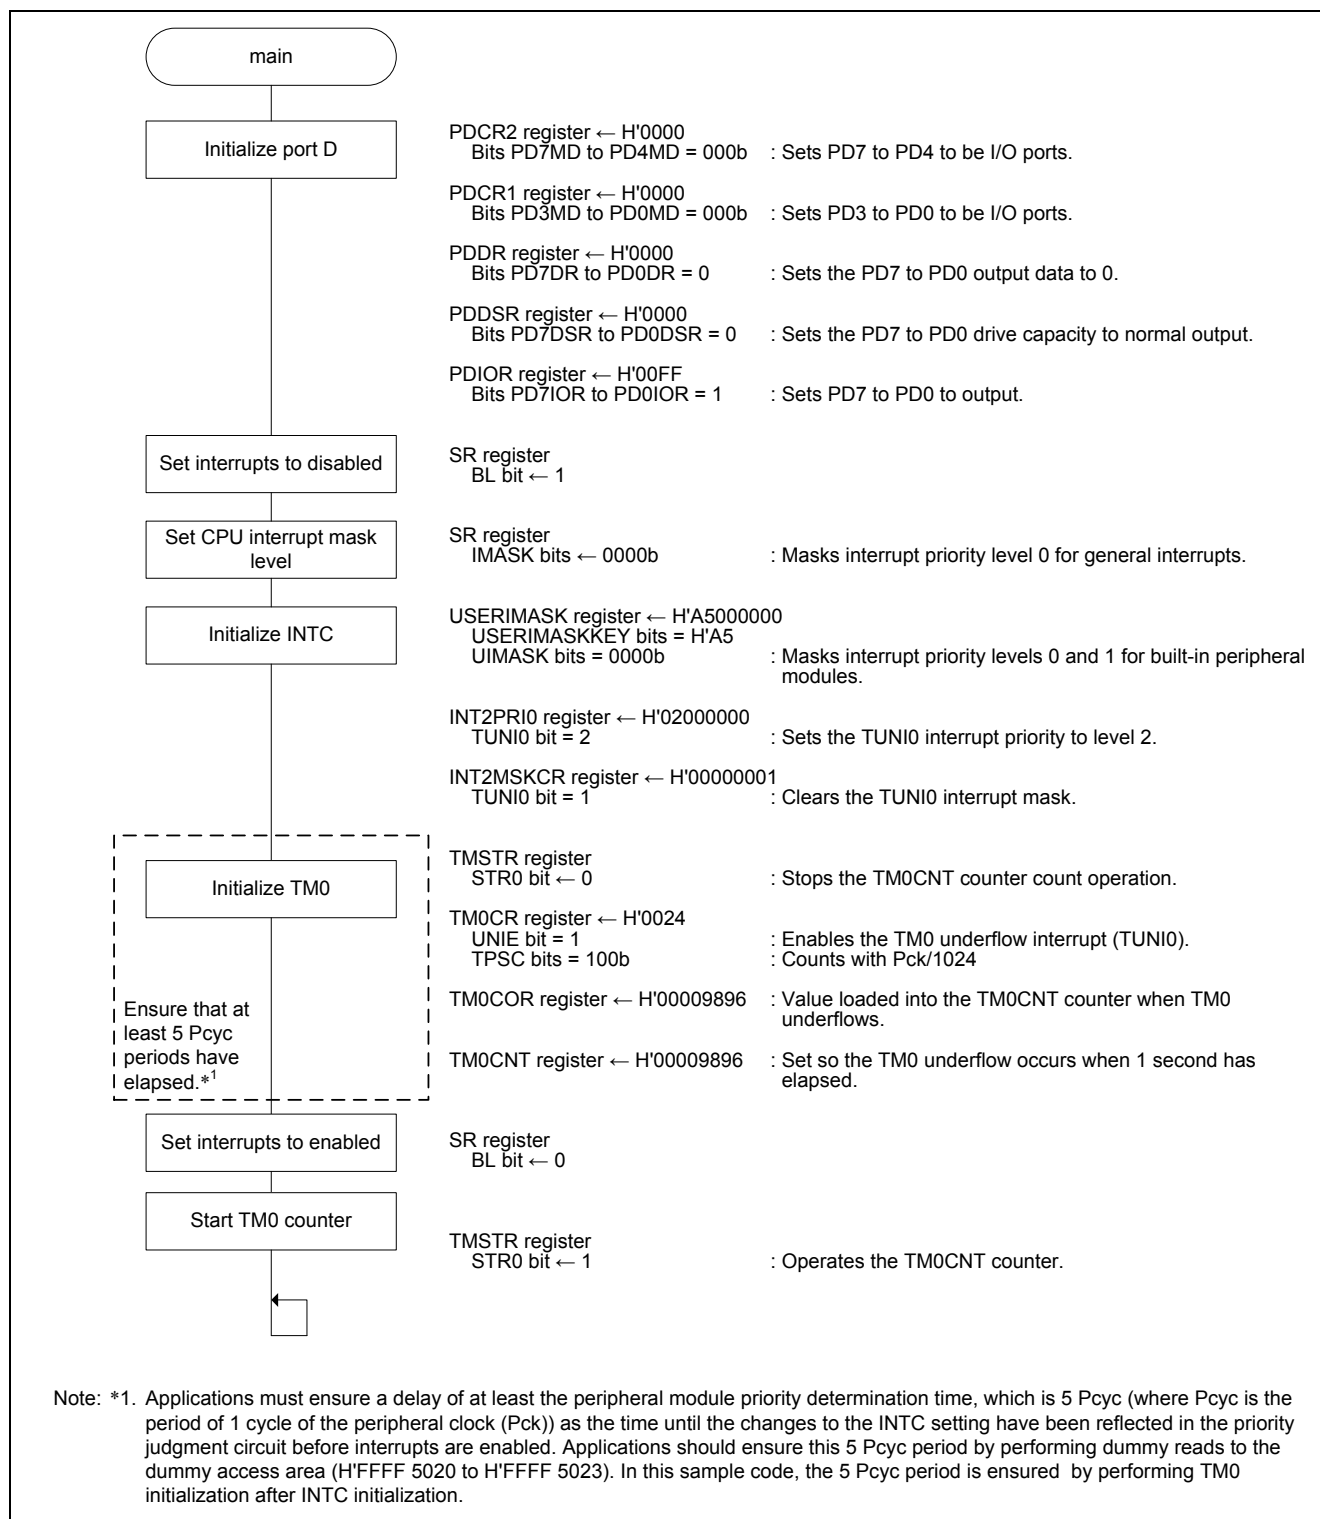 main
Initialize port D
PDCR2 register ← H'0000
Bits PD7MD to PD4MD = 000b : Sets PD7 to PD4 to be I/O ports.
PDCR1 register ← H'0000
Bits PD3MD to PD0MD = 000b : Sets PD3 to PD0 to be I/O ports.
PDDR register ← H'0000
Bits PD7DR to PD0DR = 0 : Sets the PD7 to PD0 output data to 0.
PDDSR register ← H'0000
Bits PD7DSR to PD0DSR = 0 : Sets the PD7 to PD0 drive capacity to normal output.
PDIOR register ← H'00FF
Bits PD7IOR to PD0IOR = 1 : Sets PD7 to PD0 to output.
Set interrupts to disabled
SR register
BL bit ← 1
Set CPU interrupt mask
level
SR register
IMASK bits ← 0000b : Masks interrupt priority level 0 for general interrupts.
Initialize INTC
USERIMASK register ← H'A5000000
USERIMASKKEY bits = H'A5
UIMASK bits = 0000b : Masks interrupt priority levels 0 and 1 for built-in peripheral
modules.
INT2PRI0 register ← H'02000000
TUNI0 bit = 2 : Sets the TUNI0 interrupt priority to level 2.
INT2MSKCR register ← H'00000001
TUNI0 bit = 1 : Clears the TUNI0 interrupt mask.
Initialize TM0
TMSTR register
STR0 bit ← 0 : Stops the TM0CNT counter count operation.
TM0CR register ← H'0024
UNIE bit = 1 : Enables the TM0 underflow interrupt (TUNI0).
TPSC bits = 100b : Counts with Pck/1024
Ensure that at
least 5 Pcyc
periods have
elapsed.*1
TM0COR register ← H'00009896 : Value loaded into the TM0CNT counter when TM0
underflows.
TM0CNT register ← H'00009896 : Set so the TM0 underflow occurs when 1 second has
elapsed.
Set interrupts to enabled
SR register
BL bit ← 0
Start TM0 counter
TMSTR register
STR0 bit ← 1 : Operates the TM0CNT counter.
Note: *1. Applications must ensure a delay of at least the peripheral module priority determination time, which is 5 Pcyc (where Pcyc is the
period of 1 cycle of the peripheral clock (Pck)) as the time until the changes to the INTC setting have been reflected in the priority
judgment circuit before interrupts are enabled. Applications should ensure this 5 Pcyc period by performing dummy reads to the
dummy access area (H'FFFF 5020 to H'FFFF 5023). In this sample code, the 5 Pcyc period is ensured by performing TM0
initialization after INTC initialization.